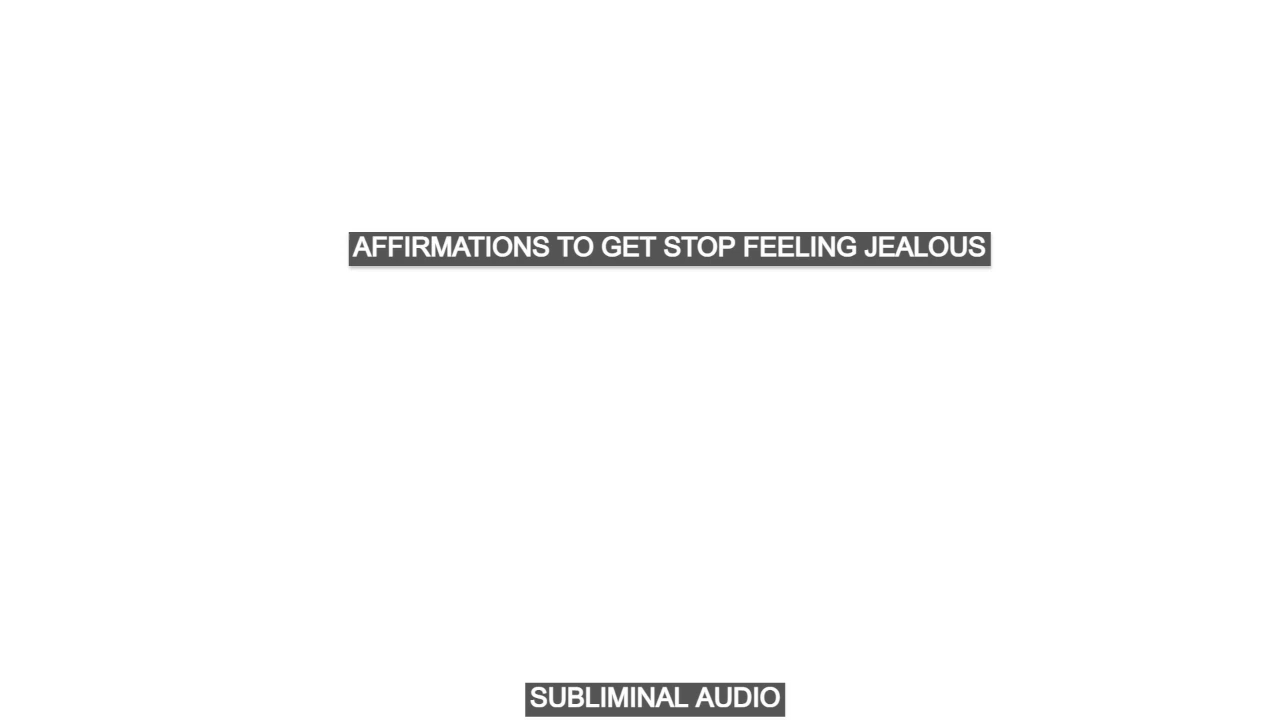 AFFIRMATIONS TO GET STOP FEELING JEALOUS
SUBLIMINAL AUDIO